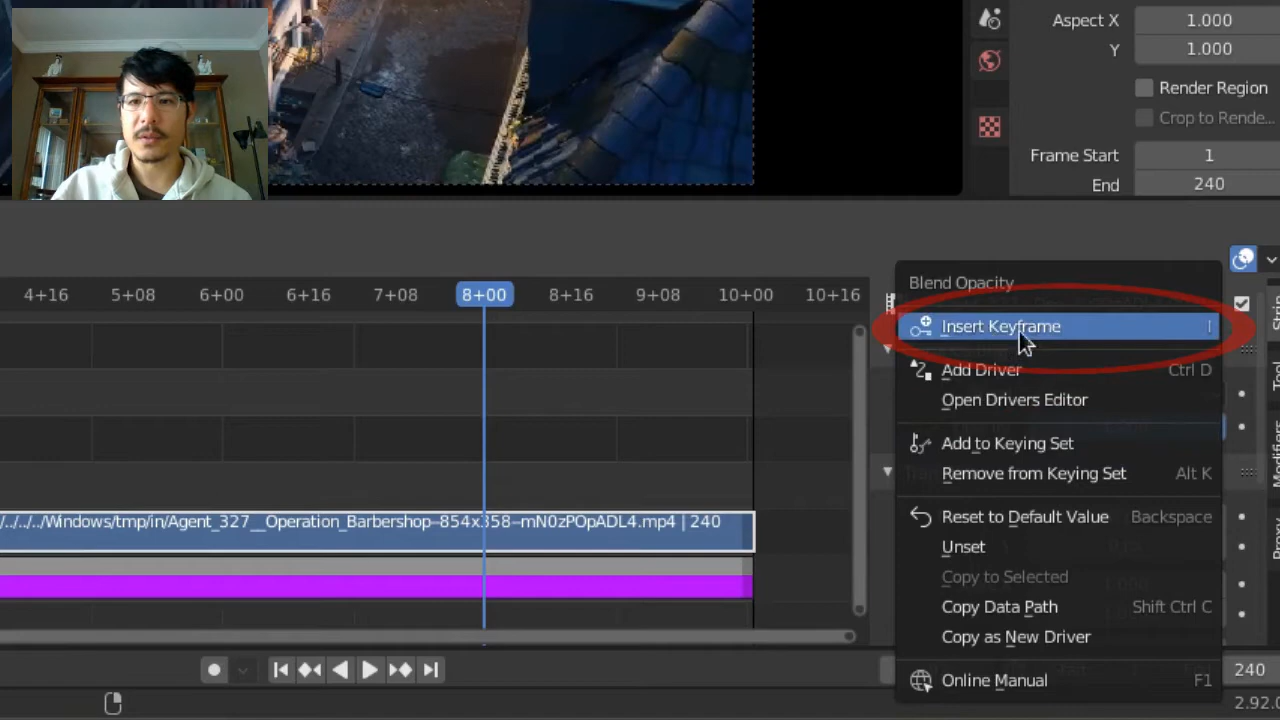 Aspect X 1.000
Y 1.000
Render Region
Crop to Rende...
Frame Start 1
End 240
4+16 5+08 6+00 6+16 7+08 8+00 8+16 9+08 10+00 10+16
Blend Opacity
Insert Keyframe I
Add Driver Ctrl D
Open Drivers Editor
Add to Keying Set
Remove from Keying Set Alt K
Reset to Default Value Backspace
Unset
Copy to Selected
Copy Data Path Shift Ctrl C
Copy as New Driver
Online Manual F1
Strip
Tool
Modifiers
Proxy
/../../../Windows/tmp/in/Agent_327__Operation_Barbershop-854x358-mN0zPOpADL4.mp4 | 240
240
2.92.0